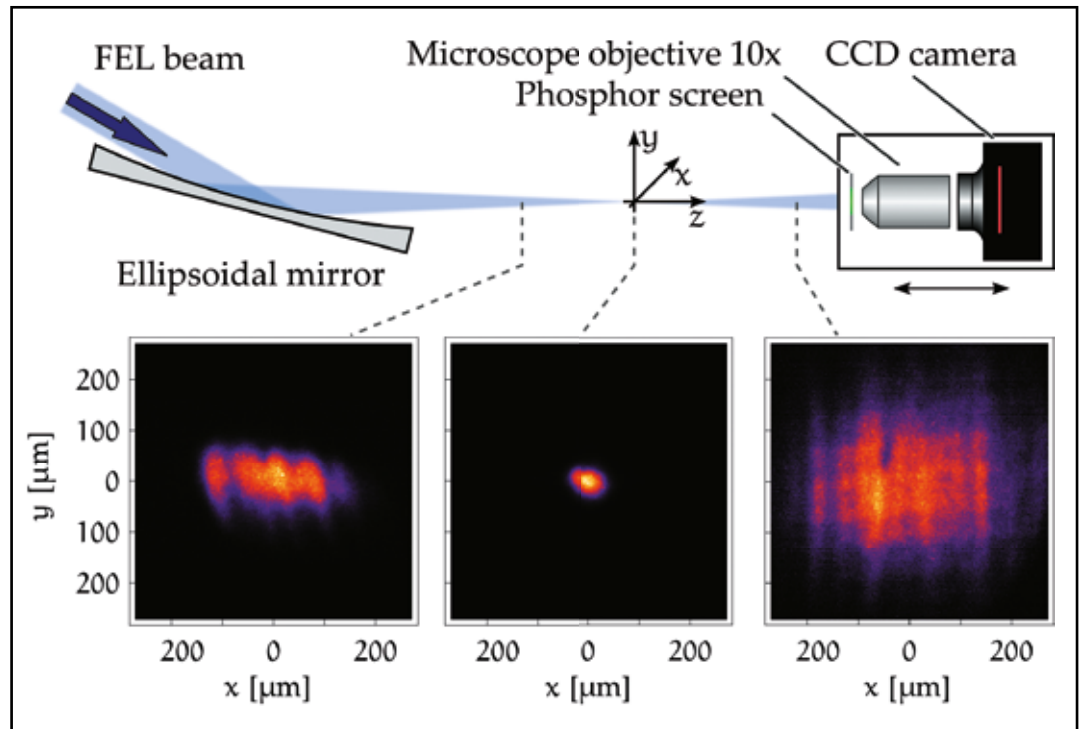 FEL beam
Microscope objective 10x
CCD camera
Phosphor screen
y
x
z
Ellipsoidal mirror
y [µm]
200
100
0
100
200
200 0 200
x [µm]
200 0 200
x [µm]
200 0 200
x [µm]